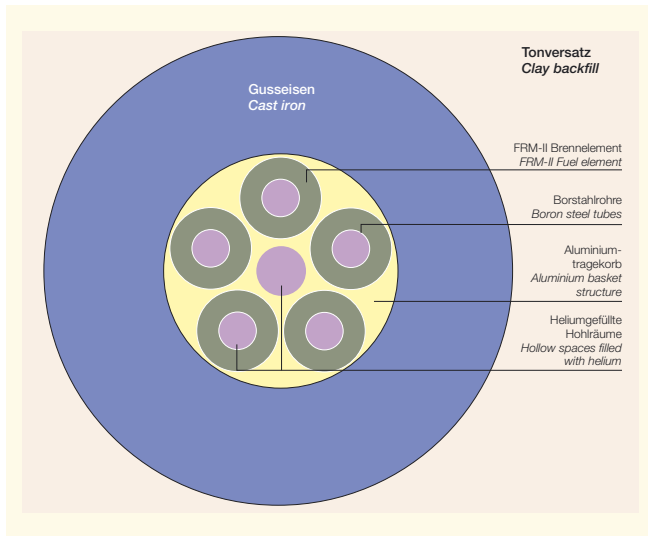 Tonversatz
Clay backfill
Gusseisen
Cast iron
FRM-II Brennelement
FRM-II Fuel element
Borstahlrohre
Boron steel tubes
Aluminium-
tragekorb
Aluminium basket
structure
Heliumgefüllte
Hohlräume
Hollow spaces filled
with helium